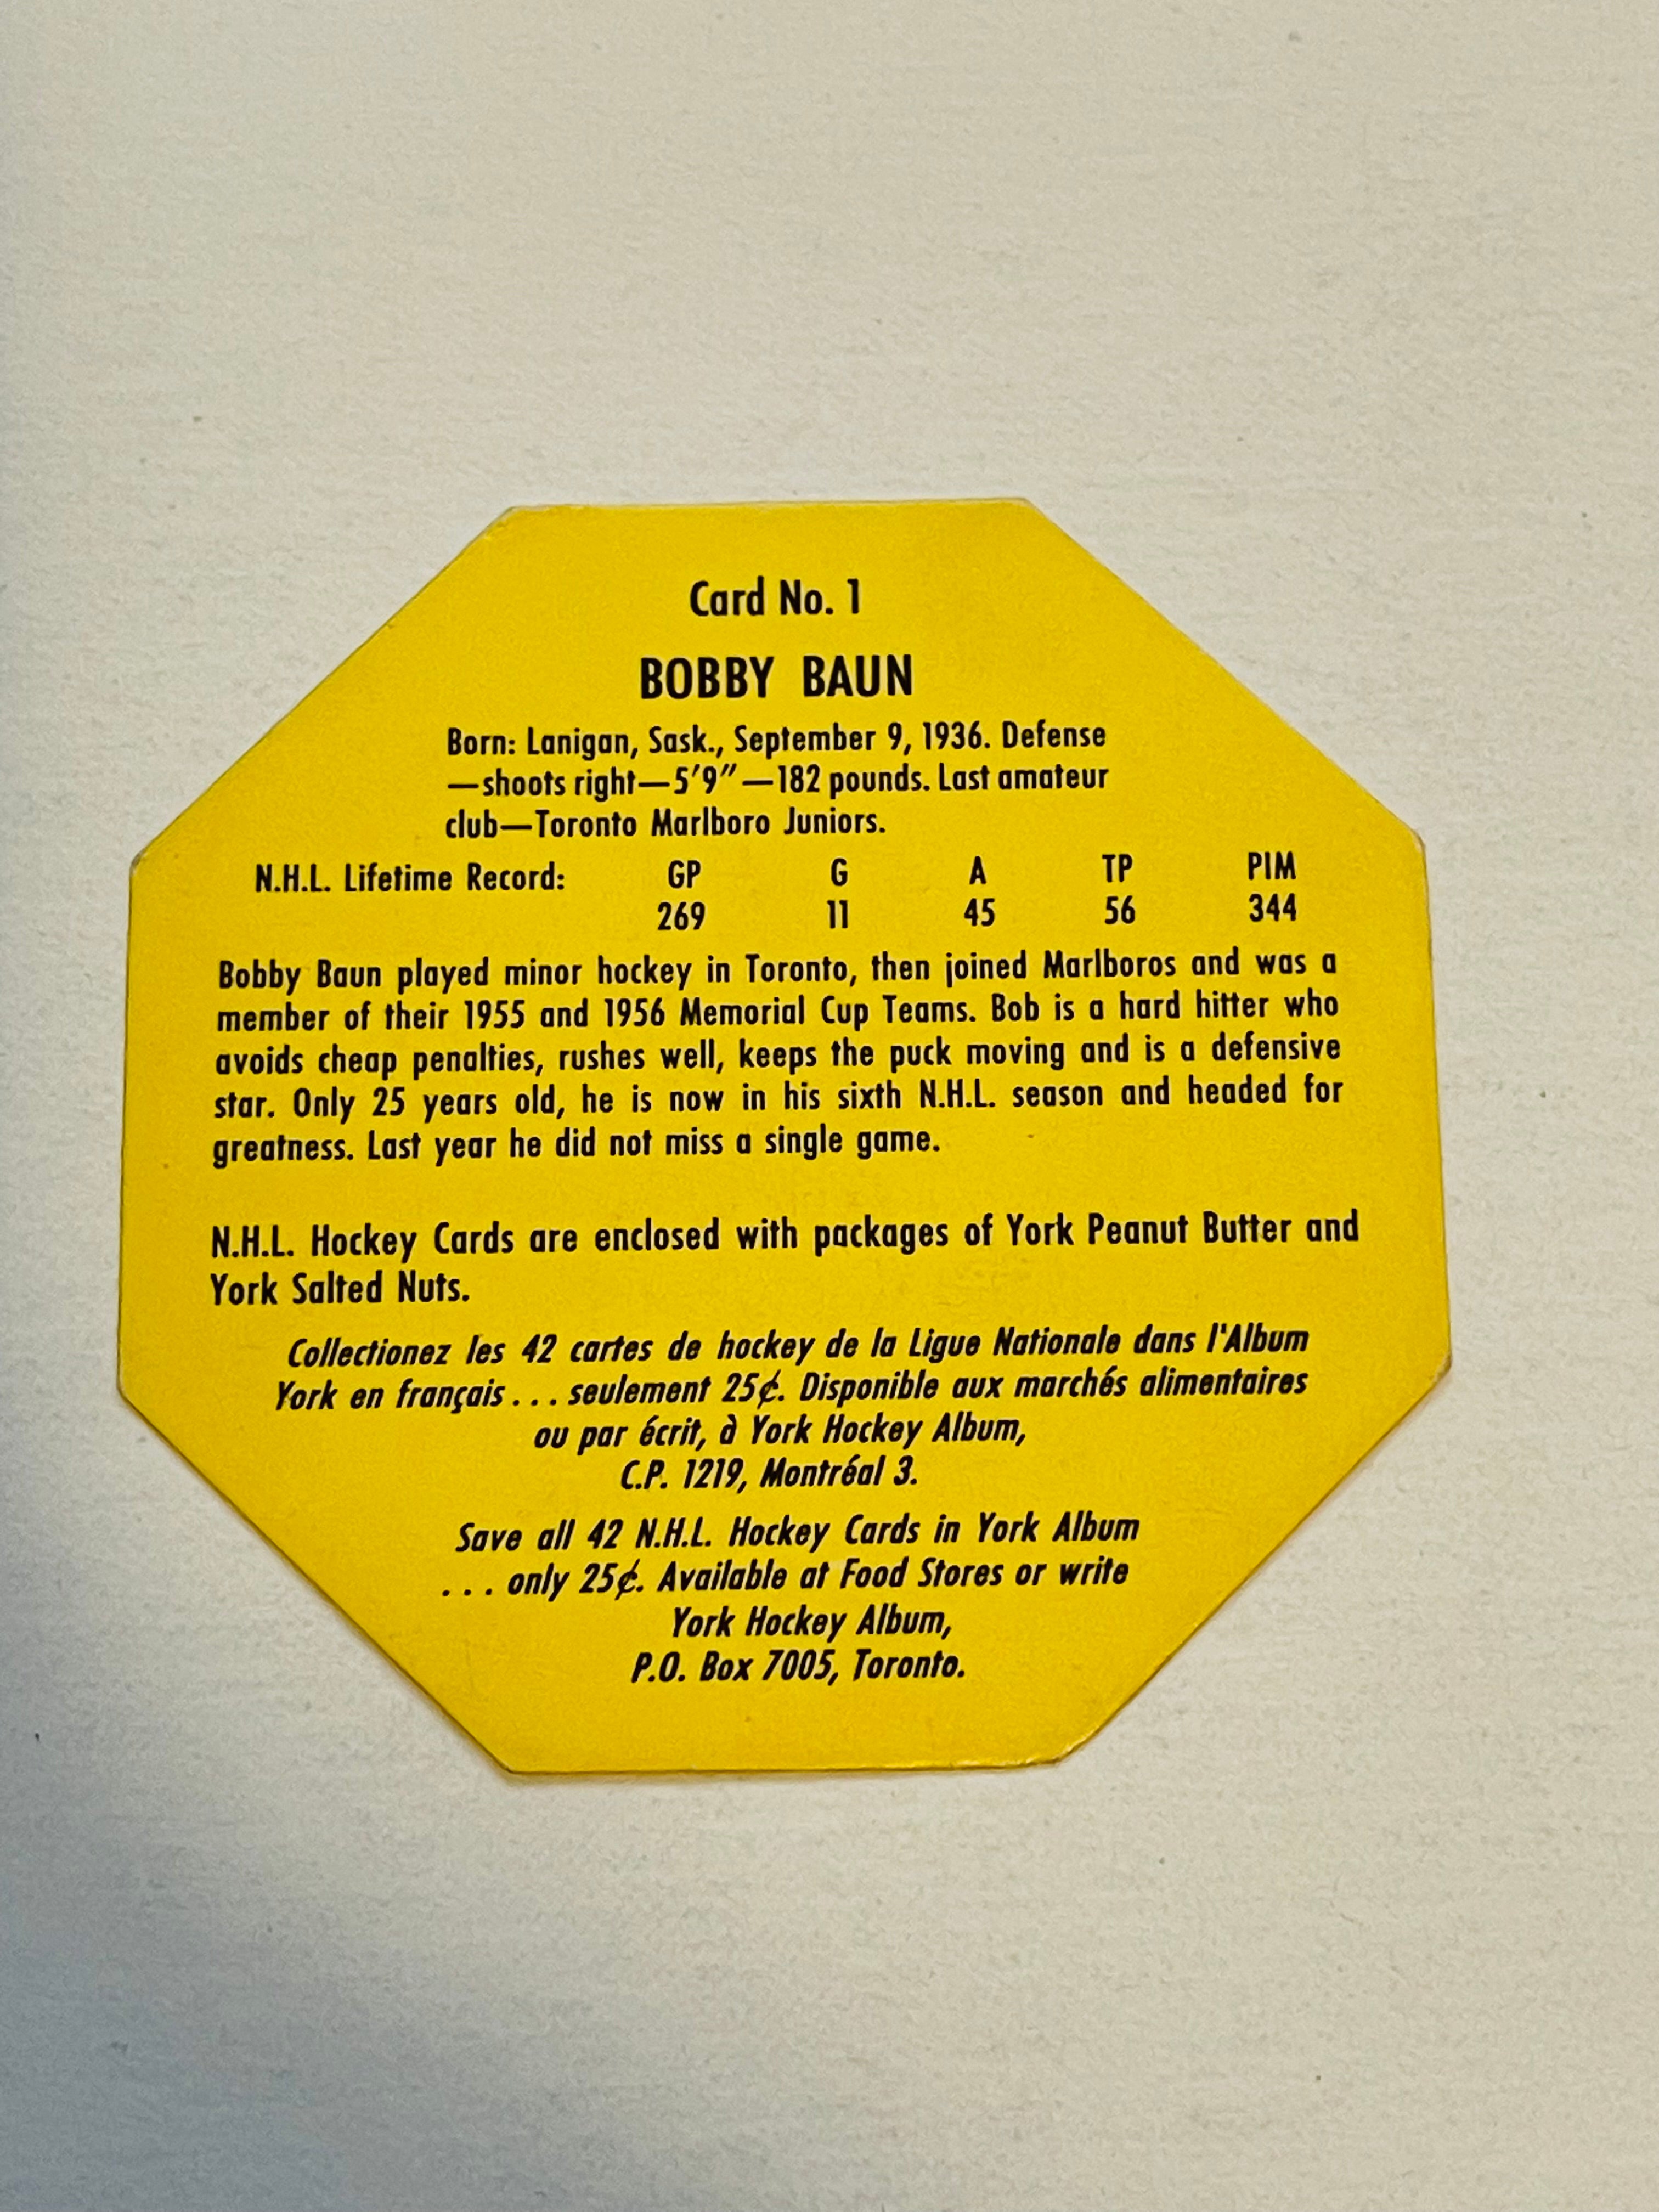 Card No. 1
BOBBY BAUN
Born: Lanigan, Sask., September 9, 1936. Defense
—shoots right—5′9″—182 pounds. Last amateur
club—Toronto Marlboro Juniors.
N.H.L. Lifetime Record: GP G A TP PIM
269 11 45 56 344
Bobby Baun played minor hockey in Toronto, then joined Marlboros and was a
member of their 1955 and 1956 Memorial Cup Teams. Bob is a hard hitter who
avoids cheap penalties, rushes well, keeps the puck moving and is a defensive
star. Only 25 years old, he is now in his sixth N.H.L. season and headed for
greatness. Last year he did not miss a single game.
N.H.L. Hockey Cards are enclosed with packages of York Peanut Butter and
York Salted Nuts.
Collectionez les 42 cartes de hockey de la Ligue Nationale dans l'Album
York en français . . . seulement 25¢. Disponible aux marchés alimentaires
ou par écrit, à York Hockey Album,
C.P. 1219, Montréal 3.
Save all 42 N.H.L. Hockey Cards in York Album
. . . only 25¢. Available at Food Stores or write
York Hockey Album,
P.O. Box 7005, Toronto.